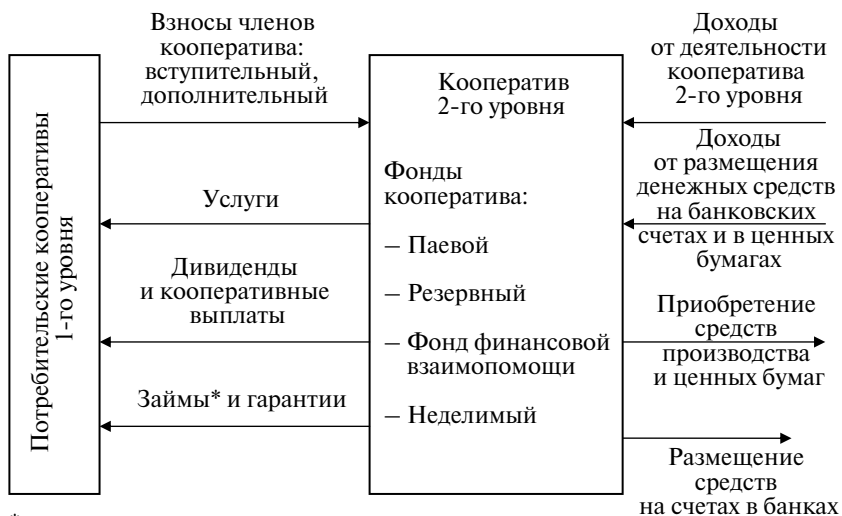 Взносы членов
кооператива:
вступительный,
дополнительный
Услуги
Дивиденды
и кооперативные
выплаты
Займы* и гарантии
Потребительские кооперативы
1-го уровня
Кооператив
2-го уровня
Фонды
кооператива:
– Паевой
– Резервный
– Фонд финансовой
взаимопомощи
– Неделимый
Доходы
от деятельности
кооператива
2-го уровня
Доходы
от размещения
денежных средств
на банковских
счетах и в ценных
бумагах
Приобретение
средств
производства
и ценных бумаг
Размещение
средств
на счетах в банках
*